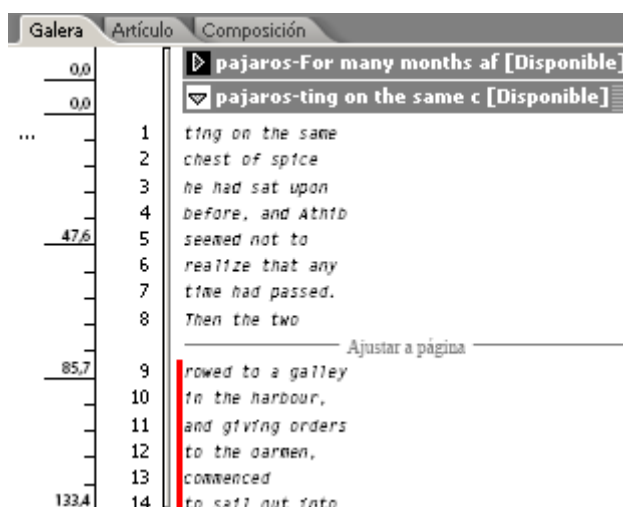 Galera Artículo Composición
0,0 pajaros-For many months af [Disponible]
0,0 pajaros-ting on the same c [Disponible]
... 1 ting on the same
2 chest of spice
3 he had sat upon
4 before, and Athib
47,6 5 seemed not to
6 realize that any
7 time had passed.
8 Then the two
Ajustar a página
85,7 9 rowed to a galley
10 in the harbour,
11 and giving orders
12 to the oarmen,
13 commenced
133,4 14 to sail out into